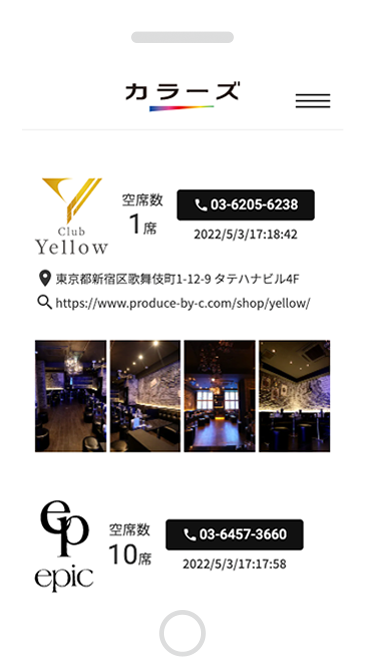 カラーズ
Club
Yellow
空席数
1席
03-6205-6238
2022/5/3/17:18:42
東京都新宿区歌舞伎町1-12-9 タテハナビル4F
https://www.produce-by-c.com/shop/yellow/
ep
epic
空席数
10席
03-6457-3660
2022/5/3/17:17:58